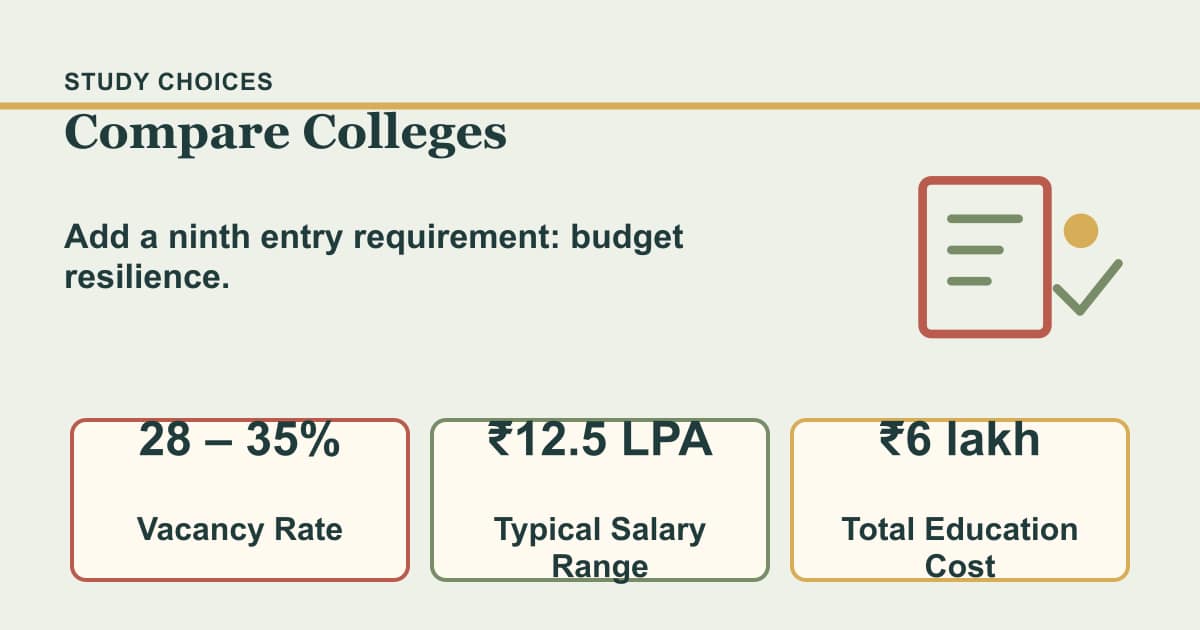 STUDY CHOICES
Compare Colleges
Add a ninth entry requirement: budget
resilience.
28 – 35%
Vacancy Rate
₹12.5 LPA
Typical Salary
Range
₹6 lakh
Total Education
Cost